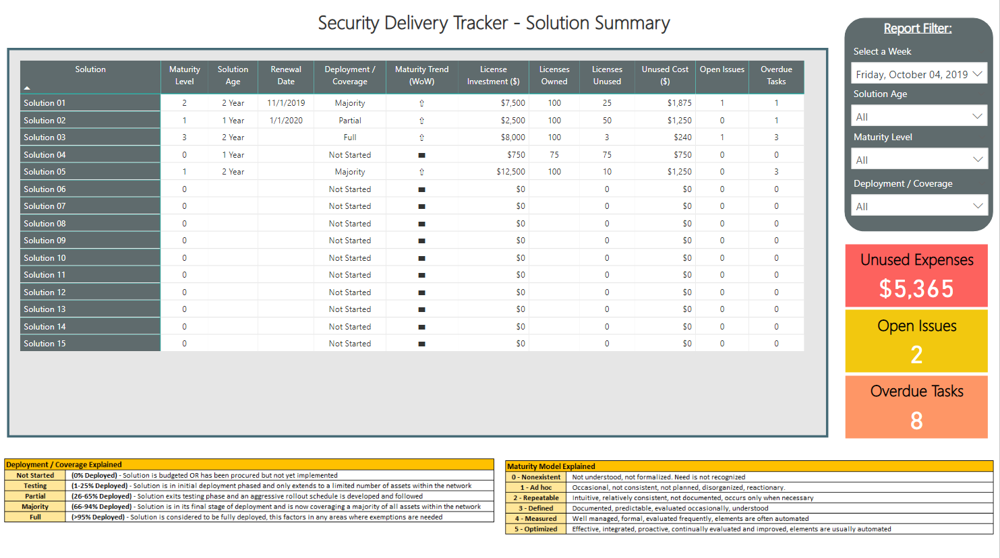 Security Delivery Tracker - Solution Summary
Solution Maturity Level Solution Age Renewal Date Deployment / Coverage Maturity Trend (WoW) License Investment ($) Licenses Owned Licenses Unused Unused Cost ($) Open Issues Overdue Tasks
Solution 01 2 2 Year 11/1/2019 Majority ⇧ $7,500 100 25 $1,875 1 1
Solution 02 1 1 Year 1/1/2020 Partial ⇧ $2,500 100 50 $1,250 0 1
Solution 03 3 2 Year Full ⇧ $8,000 100 3 $240 1 3
Solution 04 0 1 Year Not Started $750 75 75 $750 0 0
Solution 05 1 2 Year Majority ⇧ $12,500 100 10 $1,250 0 3
Solution 06 0 Not Started $0 0 $0 0 0
Solution 07 0 Not Started $0 0 $0 0 0
Solution 08 0 Not Started $0 0 $0 0 0
Solution 09 0 Not Started $0 0 $0 0 0
Solution 10 0 Not Started $0 0 $0 0 0
Solution 11 0 Not Started $0 0 $0 0 0
Solution 12 0 Not Started $0 0 $0 0 0
Solution 13 0 Not Started $0 0 $0 0 0
Solution 14 0 Not Started $0 0 $0 0 0
Solution 15 0 Not Started $0 0 $0 0 0
Report Filter:
Select a Week
Friday, October 04, 2019
Solution Age
All
Maturity Level
All
Deployment / Coverage
All
Unused Expenses
$5,365
Open Issues
2
Overdue Tasks
8
Deployment / Coverage Explained
Not Started (0% Deployed) - Solution is budgeted OR has been procured but not yet implemented
Testing (1-25% Deployed) - Solution is in initial deployment phased and only extends to a limited number of assets within the network
Partial (26-65% Deployed) - Solution exits testing phase and an aggressive rollout schedule is developed and followed
Majority (66-94% Deployed) - Solution is in its final stage of deployment and is now coveraging a majority of all assets within the network
Full (>95% Deployed) - Solution is considered to be fully deployed, this factors in any areas where exemptions are needed
Maturity Model Explained
0 - Nonexistent Not understood, not formalized. Need is not recognized
1 - Ad hoc Occasional, not consistent, not planned, disorganized, reactionary.
2 - Repeatable Intuitive, relatively consistent, not documented, occurs only when necessary
3 - Defined Documented, predictable, evaluated occasionally, understood
4 - Measured Well managed, formal, evaluated frequently, elements are often automated
5 - Optimized Effective, integrated, proactive, continually evaluated and improved, elements are usually automated